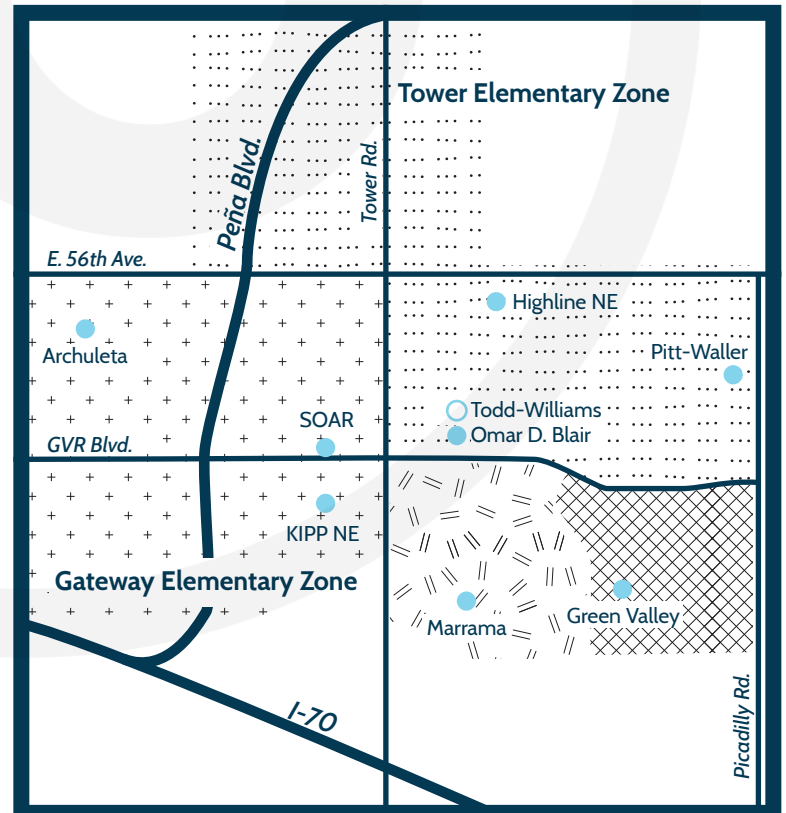 Tower Elementary Zone
Peña Blvd.
Tower Rd.
E. 56th Ave.
Highline NE
Archuleta
Pitt-Waller
SOAR
Todd-Williams
Omar D. Blair
GVR Blvd.
KIPP NE
Gateway Elementary Zone
Green Valley
Marrama
Picadilly Rd.
I-70